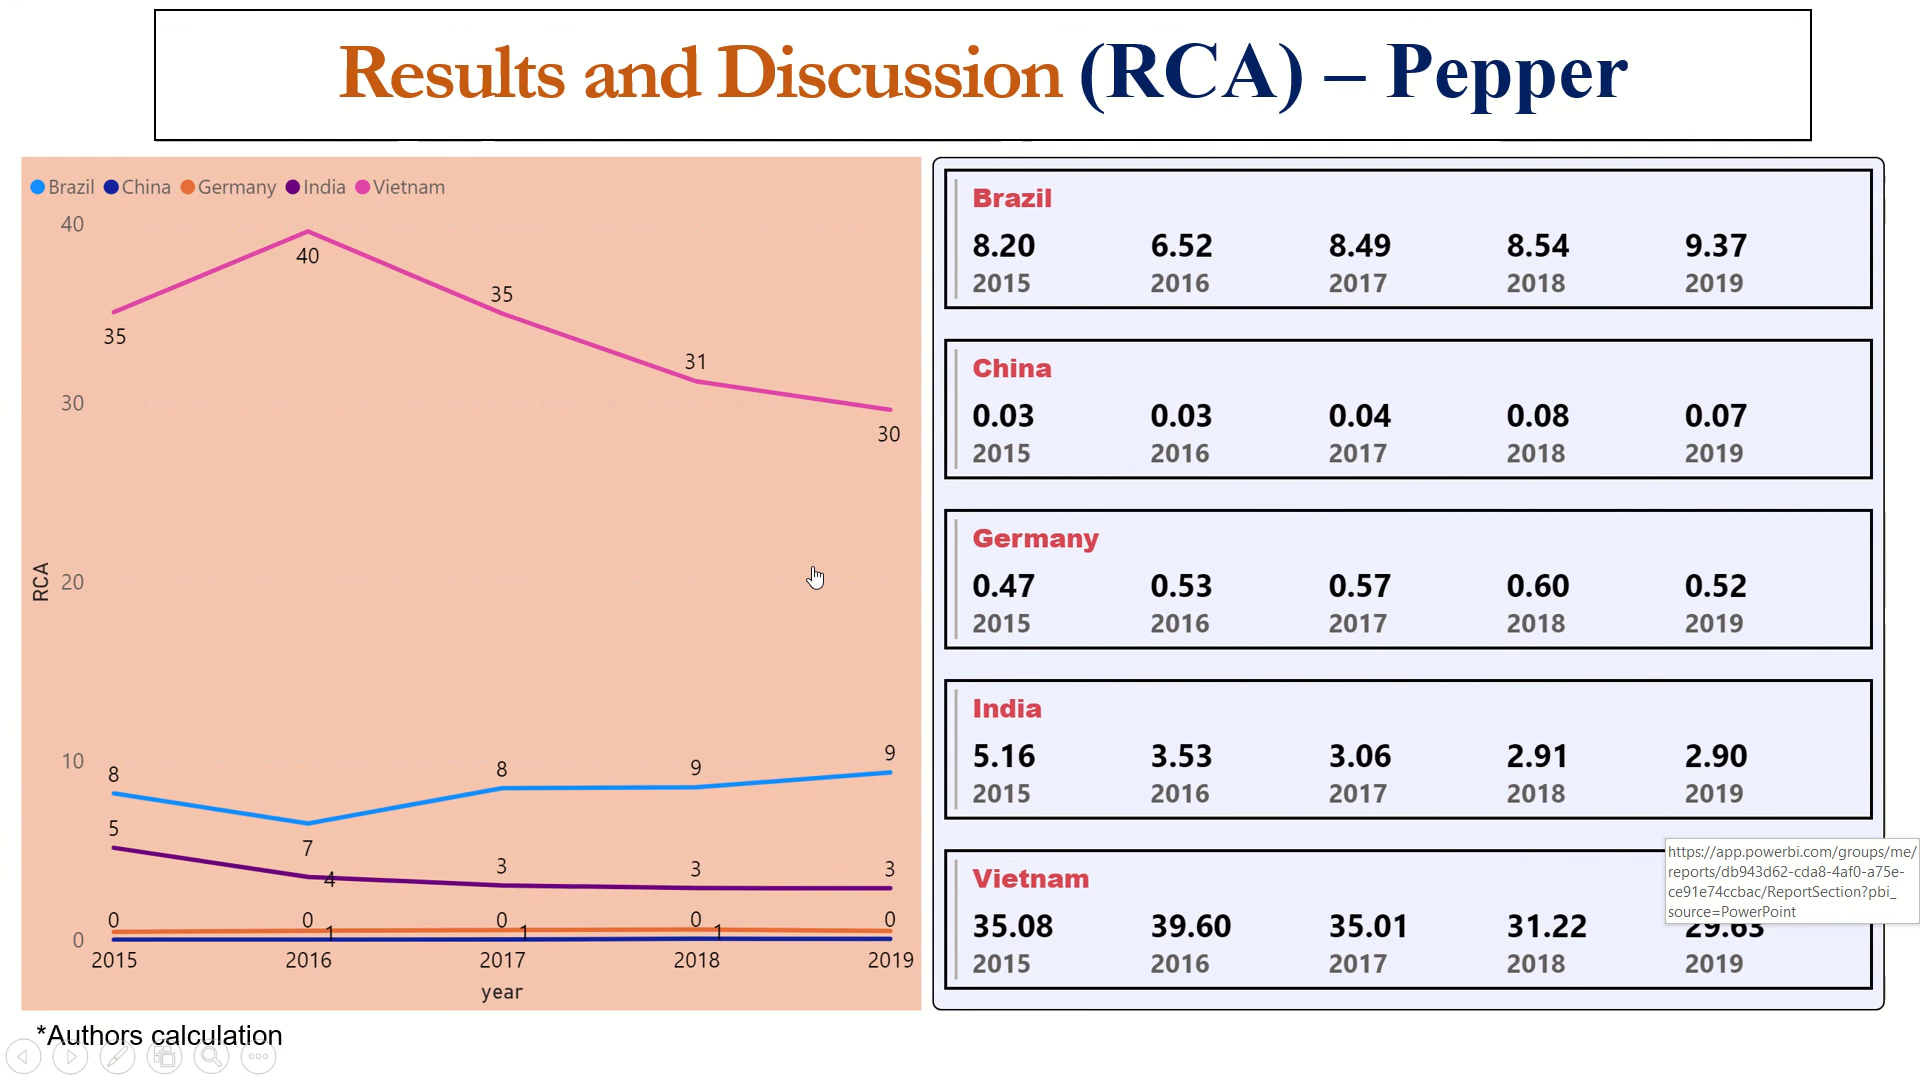 Results and Discussion (RCA) – Pepper
Brazil China Germany India Vietnam
40
30
20
10
0
RCA
35
40
35
31
30
8
7
8
9
9
5
4
3
3
3
0
0
0
0
0
1
1
1
2015 2016 2017 2018 2019
year
Brazil
8.20 6.52 8.49 8.54 9.37
2015 2016 2017 2018 2019
China
0.03 0.03 0.04 0.08 0.07
2015 2016 2017 2018 2019
Germany
0.47 0.53 0.57 0.60 0.52
2015 2016 2017 2018 2019
India
5.16 3.53 3.06 2.91 2.90
2015 2016 2017 2018 2019
Vietnam
35.08 39.60 35.01 31.22 29.63
2015 2016 2017 2018 2019
https://app.powerbi.com/groups/me/
reports/db943d62-cda8-4af0-a75e-
ce91e74ccbac/ReportSection?pbi_
source=PowerPoint
*Authors calculation